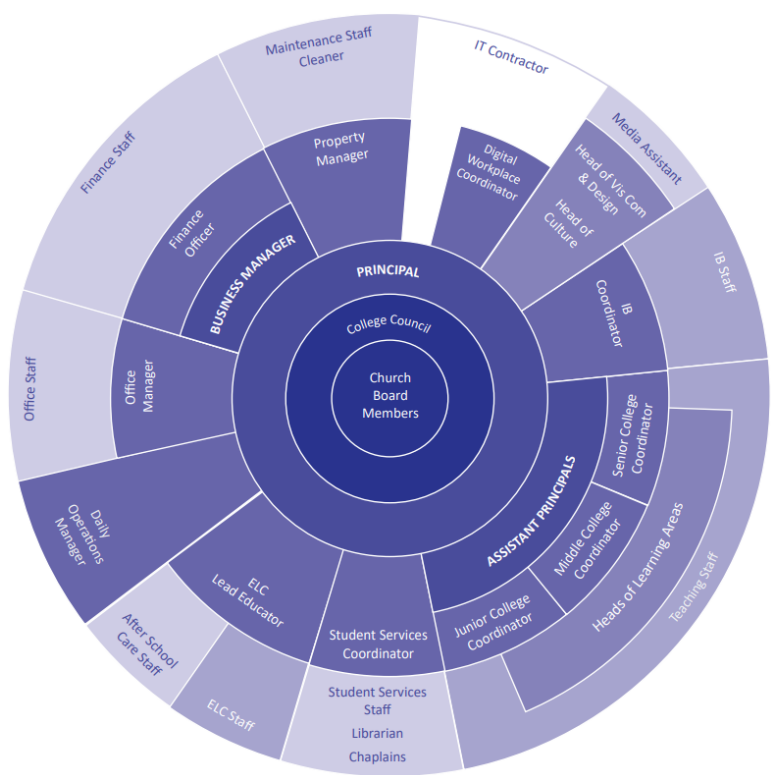 Maintenance Staff
Cleaner
IT Contractor
Media Assistant
Finance Staff
Property
Manager
Digital
Workplace
Coordinator
Head of Vis Com
& Design
Head of
Culture
IB Staff
Finance
Officer
BUSINESS MANAGER
PRINCIPAL
IB
Coordinator
College Council
Church
Board
Members
Office Staff
Office
Manager
Senior College
Coordinator
ASSISTANT PRINCIPALS
Middle College
Coordinator
Heads of Learning Areas
Teaching Staff
Daily
Operations
Manager
ELC
Lead Educator
Student Services
Coordinator
Junior College
Coordinator
After School
Care Staff
ELC Staff
Student Services
Staff
Librarian
Chaplains